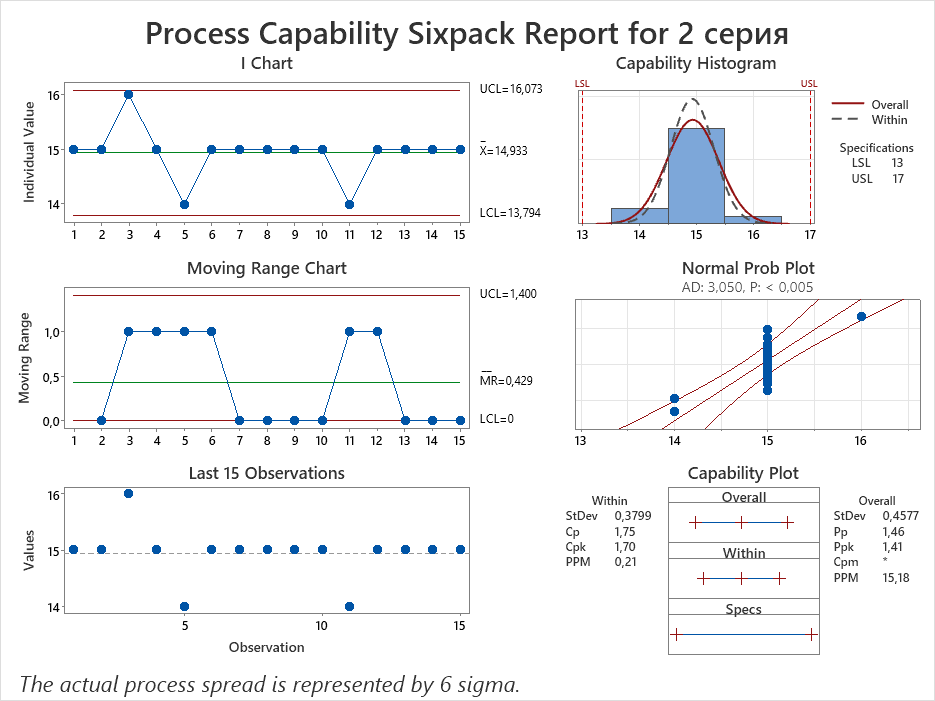 Process Capability Sixpack Report for 2 серия
I Chart
Individual Value
16
15
14
UCL=16,073
_
X=14,933
LCL=13,794
1 2 3 4 5 6 7 8 9 10 11 12 13 14 15
Capability Histogram
LSL USL
13 14 15 16 17
Overall
Within
Specifications
LSL 13
USL 17
Moving Range Chart
Moving Range
1,0
0,5
0,0
UCL=1,400
__
MR=0,429
LCL=0
1 2 3 4 5 6 7 8 9 10 11 12 13 14 15
Normal Prob Plot
AD: 3,050, P: < 0,005
13 14 15 16
Last 15 Observations
Values
16
15
14
5 10 15
Observation
Capability Plot
Within
StDev 0,3799
Cp 1,75
Cpk 1,70
PPM 0,21
Overall
Within
Specs
Overall
StDev 0,4577
Pp 1,46
Ppk 1,41
Cpm *
PPM 15,18
The actual process spread is represented by 6 sigma.